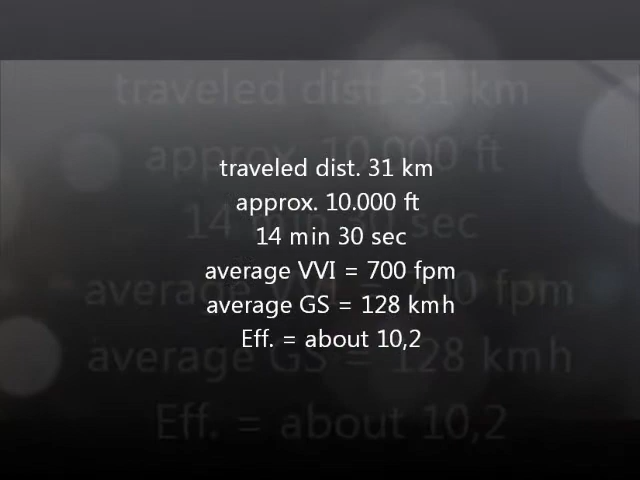 traveled dist. 31 km
approx. 10.000 ft
14 min 30 sec
average VVI = 700 fpm
average GS = 128 kmh
Eff. = about 10,2